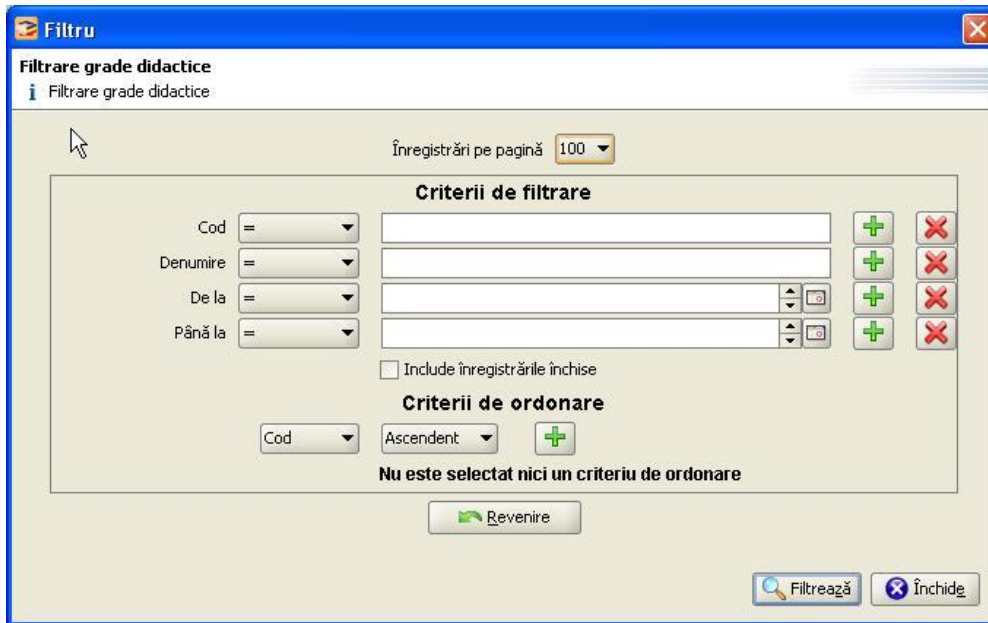 Filtru
Filtrare grade didactice
Filtrare grade didactice
Înregistrări pe pagină 100
Criterii de filtrare
Cod =
Denumire =
De la =
Până la =
Include înregistrările închise
Criterii de ordonare
Cod Ascendent
Nu este selectat nici un criteriu de ordonare
Revenire
Filtrează Închide